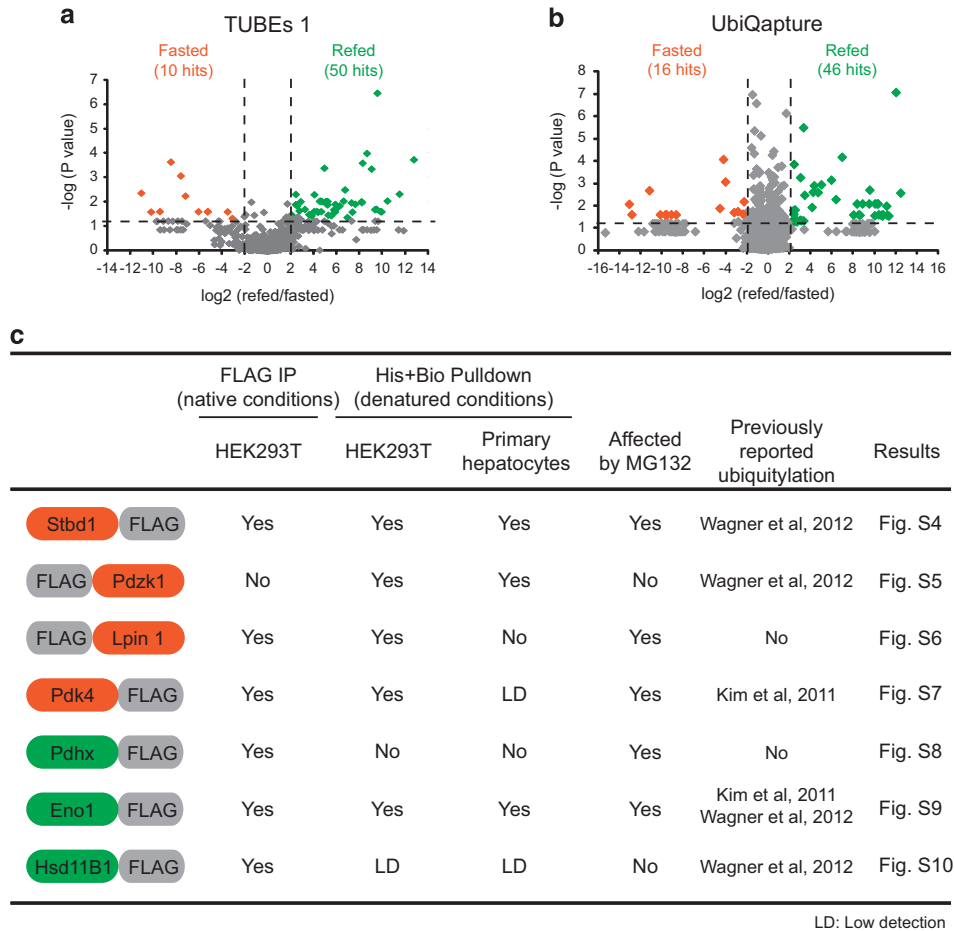 a
TUBEs 1
Fasted
(10 hits)
Refed
(50 hits)
7
6
5
4
3
2
1
0
-log (P value)
-14 -12 -10 -8 -6 -4 -2 0 2 4 6 8 10 12 14
log2 (refed/fasted)
b
UbiQapture
Fasted
(16 hits)
Refed
(46 hits)
8
7
6
5
4
3
2
1
0
-log (P value)
-16 -14 -12 -10 -8 -6 -4 -2 0 2 4 6 8 10 12 14 16
log2 (refed/fasted)
c
FLAG IP
(native conditions)
His+Bio Pulldown
(denatured conditions)
HEK293T
HEK293T
Primary
hepatocytes
Affected
by MG132
Previously
reported
ubiquitylation
Results
Stbd1 FLAG Yes Yes Yes Yes Wagner et al, 2012 Fig. S4
FLAG Pdzk1 No Yes Yes No Wagner et al, 2012 Fig. S5
FLAG Lpin 1 Yes Yes No Yes No Fig. S6
Pdk4 FLAG Yes Yes LD Yes Kim et al, 2011 Fig. S7
Pdhx FLAG Yes No No Yes No Fig. S8
Eno1 FLAG Yes Yes Yes Yes Kim et al, 2011
Wagner et al, 2012 Fig. S9
Hsd11B1 FLAG Yes LD LD No Wagner et al, 2012 Fig. S10
LD: Low detection